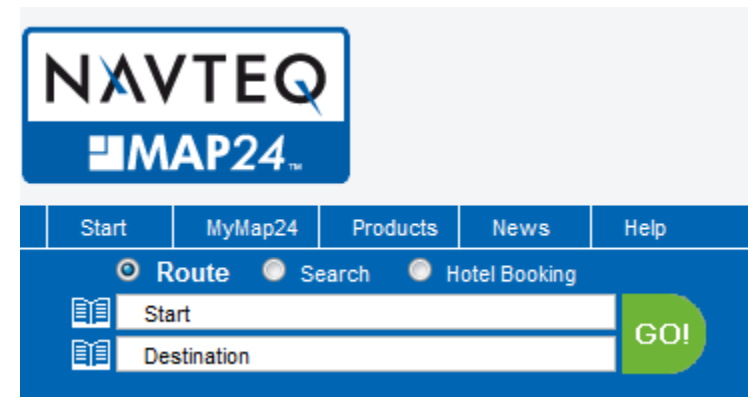 NAVTEQ
MAP24™
Start MyMap24 Products News Help
Route Search Hotel Booking
Start
Destination
GO!